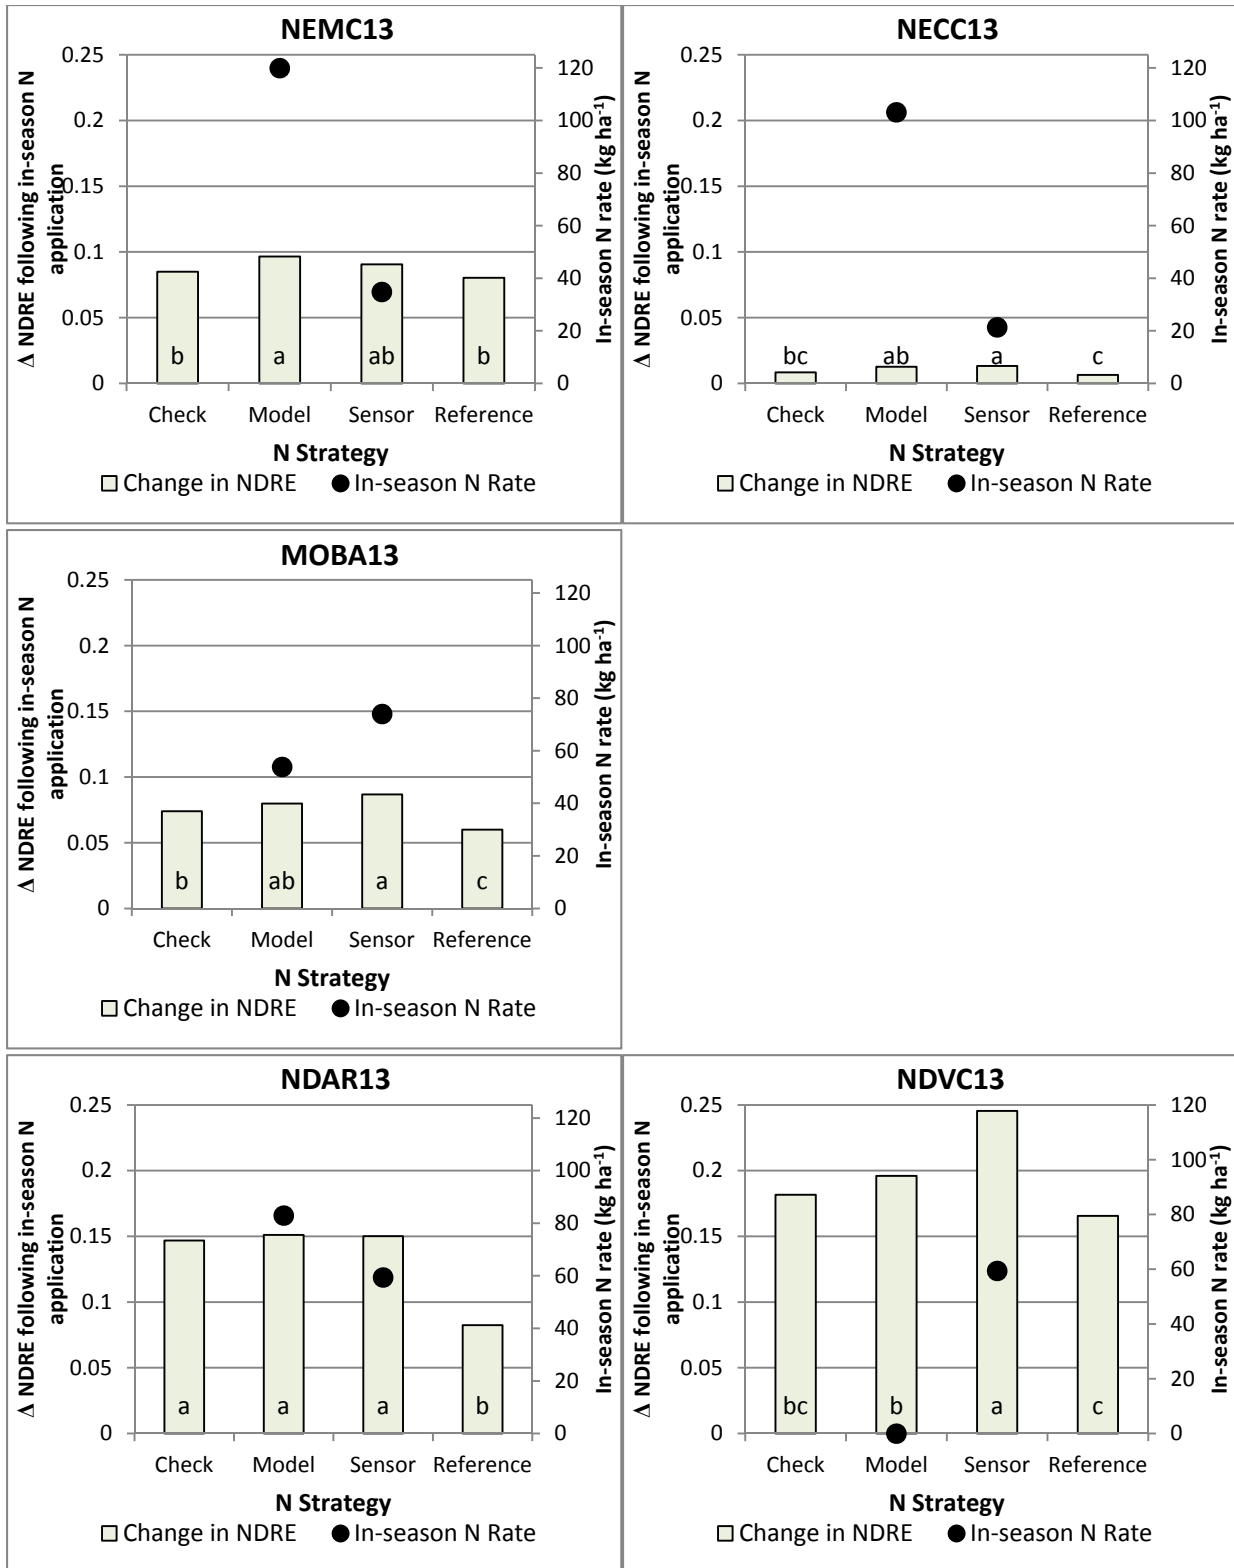 NEMC13
Δ NDRE following in-season N
application
0.25
0.2
0.15
0.1
0.05
0
120
100
80
60
40
20
0
In-season N rate (kg ha⁻¹)
b a ab b
Check Model Sensor Reference
N Strategy
Change in NDRE In-season N Rate
NECC13
Δ NDRE following in-season N
application
0.25
0.2
0.15
0.1
0.05
0
120
100
80
60
40
20
0
In-season N rate (kg ha⁻¹)
bc ab a c
Check Model Sensor Reference
N Strategy
Change in NDRE In-season N Rate
MOBA13
Δ NDRE following in-season N
application
0.25
0.2
0.15
0.1
0.05
0
120
100
80
60
40
20
0
In-season N rate (kg ha⁻¹)
b ab a c
Check Model Sensor Reference
N Strategy
Change in NDRE In-season N Rate
NDAR13
Δ NDRE following in-season N
application
0.25
0.2
0.15
0.1
0.05
0
120
100
80
60
40
20
0
In-season N rate (kg ha⁻¹)
a a a b
Check Model Sensor Reference
N Strategy
Change in NDRE In-season N Rate
NDVC13
Δ NDRE following in-season N
application
0.25
0.2
0.15
0.1
0.05
0
120
100
80
60
40
20
0
In-season N rate (kg ha⁻¹)
bc b a c
Check Model Sensor Reference
N Strategy
Change in NDRE In-season N Rate